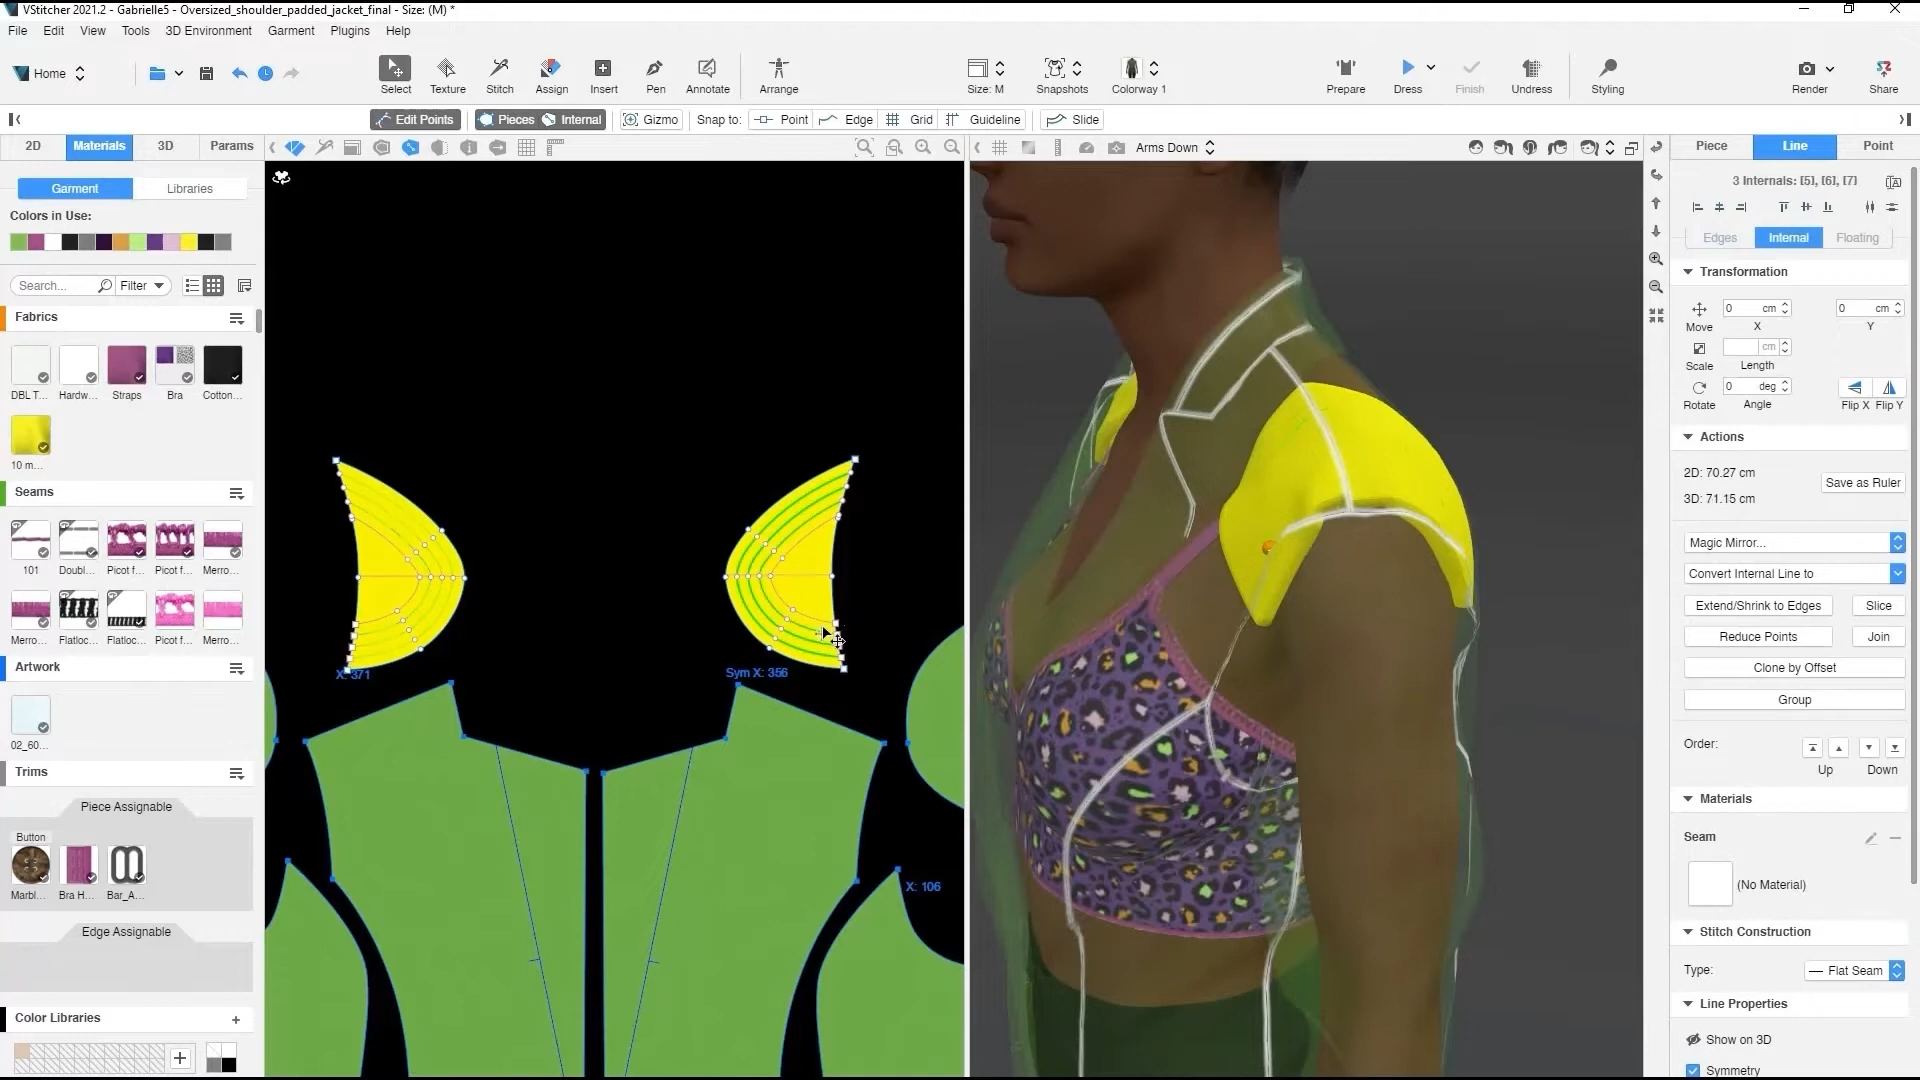 VStitcher 2021.2 - Gabrielle5 - Oversized_shoulder_padded_jacket_final - Size: (M) *
File Edit View Tools 3D Environment Garment Plugins Help
Home
Select Texture Stitch Assign Insert Pen Annotate Arrange Size: M Snapshots Colorway 1 Prepare Dress Finish Undress Styling Render Share
Edit Points Pieces Internal Gizmo Snap to: Point Edge Grid Guideline Slide
2D Materials 3D Params
Arms Down
Piece Line Point
Garment Libraries
Colors in Use:
Search... Filter
Fabrics
DBL T... Hardw... Straps Bra Cotton...
10 m...
Seams
101 Doubl... Picot f... Picot f... Merro...
Merro... Flatloc... Flatloc... Picot f... Merro...
Artwork
02_60...
Trims
Piece Assignable
Button
Marbl... Bra H... Bar_A...
Edge Assignable
Color Libraries
X: 371
Sym X: 356
X: 106
3 Internals: [5], [6], [7]
Edges Internal Floating
Transformation
0 cm 0 cm
Move X Y
cm
Scale Length
0 deg
Rotate Angle Flip X Flip Y
Actions
2D: 70.27 cm
Save as Ruler
3D: 71.15 cm
Magic Mirror...
Convert Internal Line to
Extend/Shrink to Edges Slice
Reduce Points Join
Clone by Offset
Group
Order:
Up Down
Materials
Seam
(No Material)
Stitch Construction
Type: Flat Seam
Line Properties
Show on 3D
Symmetry